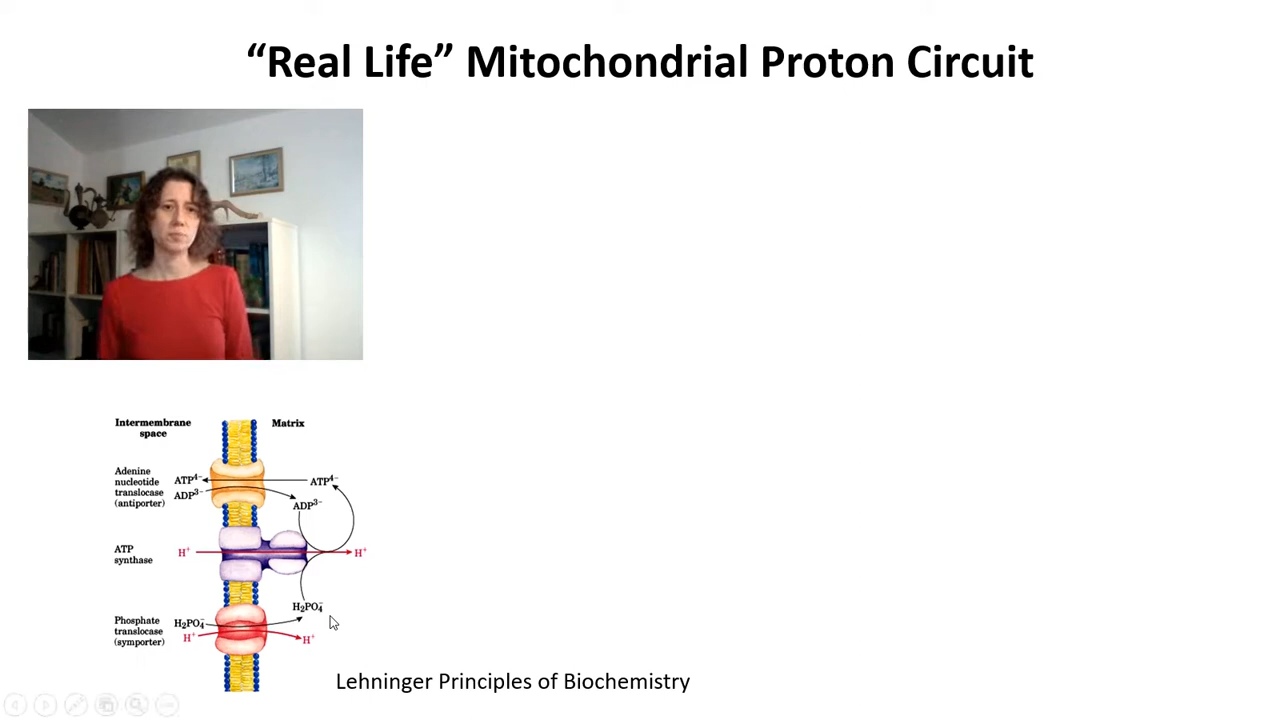 “Real Life” Mitochondrial Proton Circuit
Intermembrane
space
Matrix
Adenine
nucleotide
translocase
(antiporter)
ATP⁴⁻
ATP⁴⁻
ADP³⁻
ADP³⁻
ATP
synthase
H⁺
H⁺
H₂PO₄⁻
Phosphate
translocase
(symporter)
H₂PO₄⁻
H⁺
H⁺
Lehninger Principles of Biochemistry